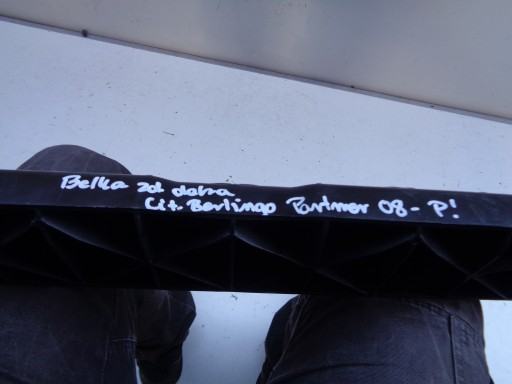 Belka zd dolna
Cit. Berlingo Partner 08- P!